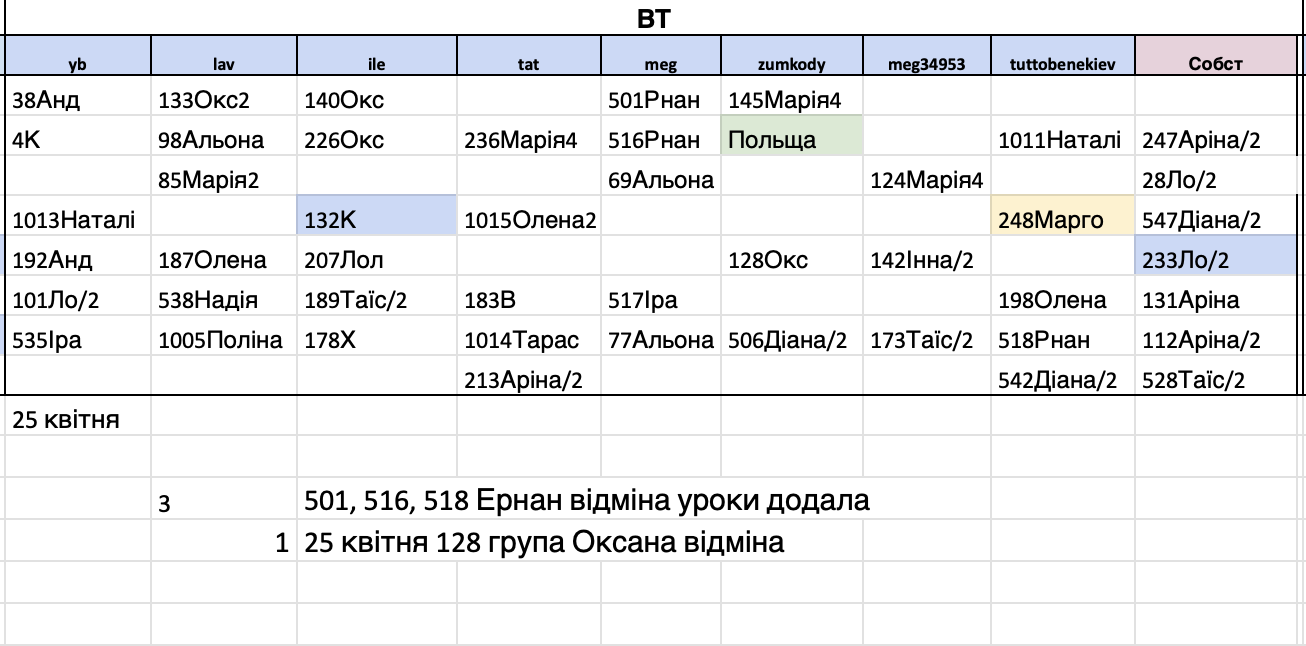 ВТ
yb lav ile tat meg zumkody meg34953 tuttobenekiev Собст
38Анд 133Окс2 140Окс 501Рнан 145Марія4
4К 98Альона 226Окс 236Марія4 516Рнан Польща 1011Наталі 247Аріна/2
85Марія2 69Альона 124Марія4 28Ло/2
1013Наталі 132К 1015Олена2 248Марго 547Діана/2
192Анд 187Олена 207Лол 128Окс 142Інна/2 233Ло/2
101Ло/2 538Надія 189Таїс/2 183В 517Іра 198Олена 131Аріна
535Іра 1005Поліна 178Х 1014Тарас 77Альона 506Діана/2 173Таїс/2 518Рнан 112Аріна/2
213Аріна/2 542Діана/2 528Таїс/2
25 квітня
3 501, 516, 518 Ернан відміна уроки додала
1 25 квітня 128 група Оксана відміна